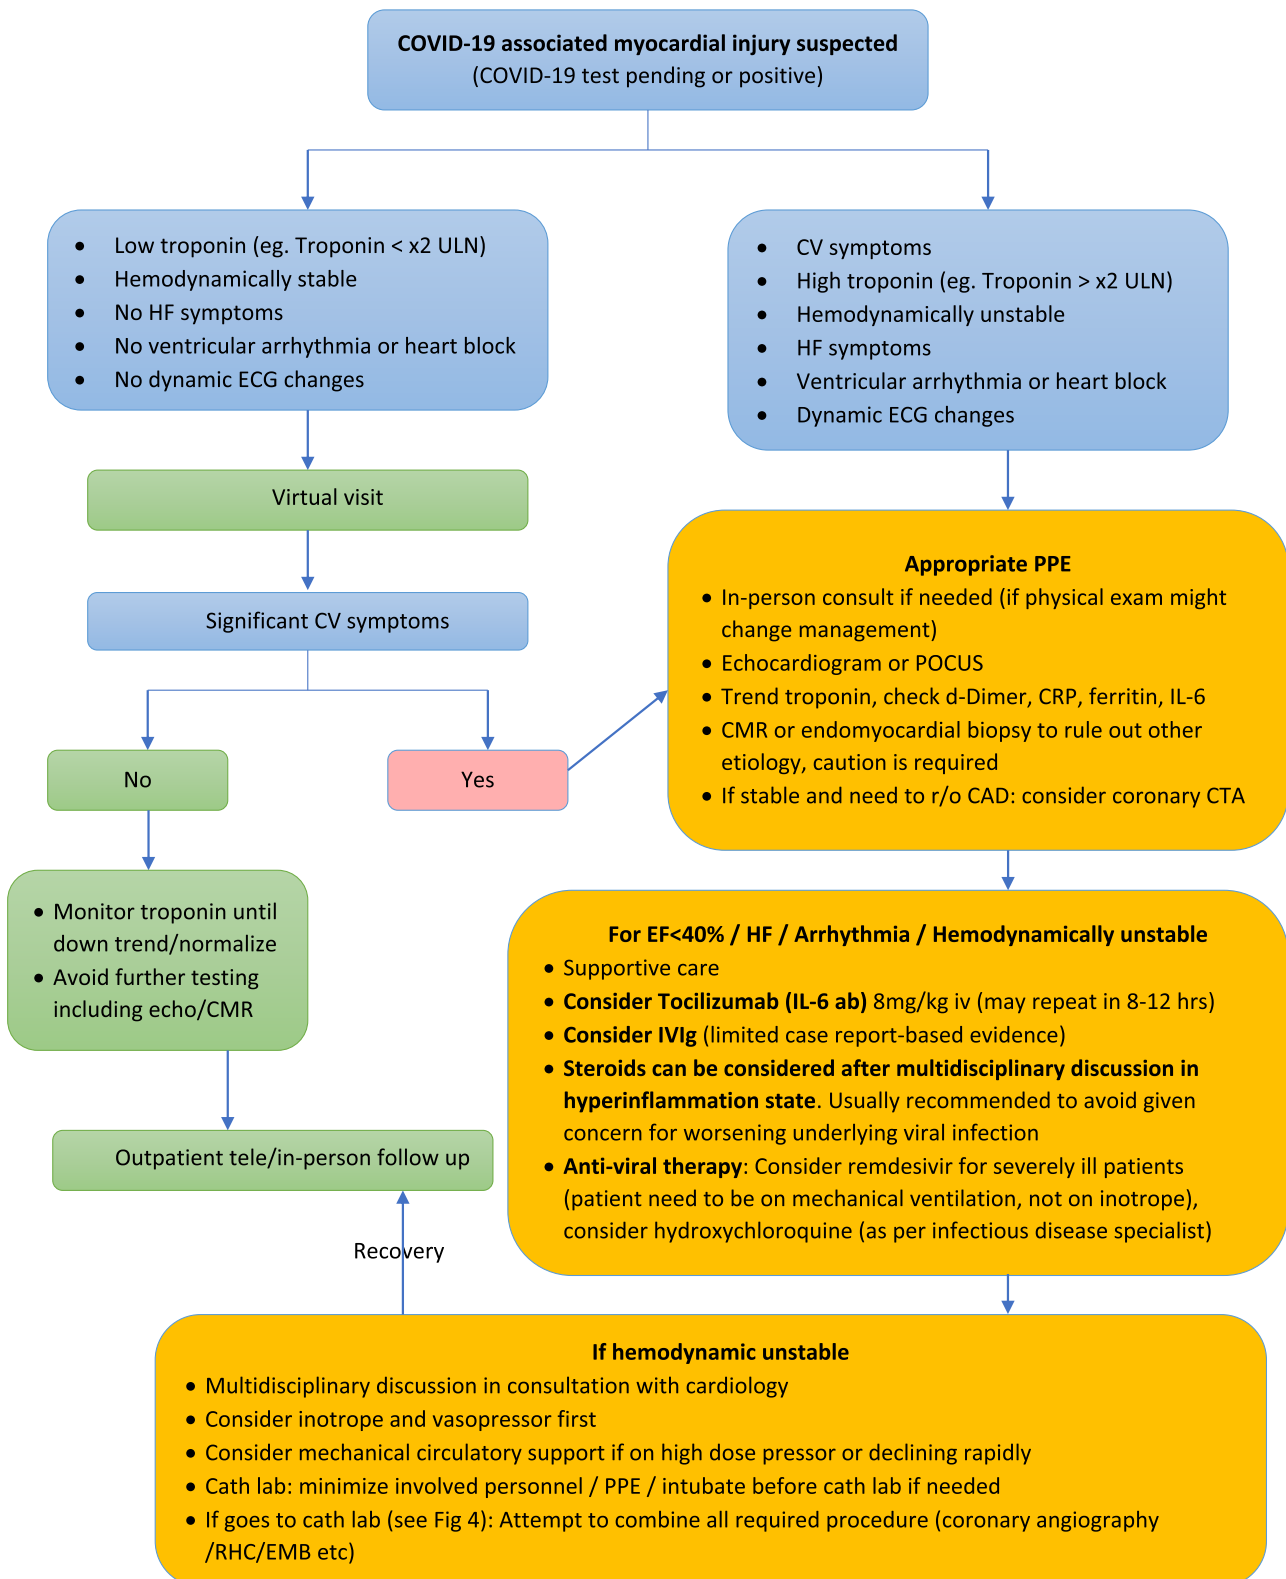 COVID-19 associated myocardial injury suspected
(COVID-19 test pending or positive)
• Low troponin (eg. Troponin < x2 ULN)
• Hemodynamically stable
• No HF symptoms
• No ventricular arrhythmia or heart block
• No dynamic ECG changes
• CV symptoms
• High troponin (eg. Troponin > x2 ULN)
• Hemodynamically unstable
• HF symptoms
• Ventricular arrhythmia or heart block
• Dynamic ECG changes
Virtual visit
Significant CV symptoms
No
Yes
Appropriate PPE
• In-person consult if needed (if physical exam might
change management)
• Echocardiogram or POCUS
• Trend troponin, check d-Dimer, CRP, ferritin, IL-6
• CMR or endomyocardial biopsy to rule out other
etiology, caution is required
• If stable and need to r/o CAD: consider coronary CTA
• Monitor troponin until
down trend/normalize
• Avoid further testing
including echo/CMR
Outpatient tele/in-person follow up
For EF<40% / HF / Arrhythmia / Hemodynamically unstable
• Supportive care
• Consider Tocilizumab (IL-6 ab) 8mg/kg iv (may repeat in 8-12 hrs)
• Consider IVIg (limited case report-based evidence)
• Steroids can be considered after multidisciplinary discussion in
hyperinflammation state. Usually recommended to avoid given
concern for worsening underlying viral infection
• Anti-viral therapy: Consider remdesivir for severely ill patients
(patient need to be on mechanical ventilation, not on inotrope),
consider hydroxychloroquine (as per infectious disease specialist)
Recovery
If hemodynamic unstable
• Multidisciplinary discussion in consultation with cardiology
• Consider inotrope and vasopressor first
• Consider mechanical circulatory support if on high dose pressor or declining rapidly
• Cath lab: minimize involved personnel / PPE / intubate before cath lab if needed
• If goes to cath lab (see Fig 4): Attempt to combine all required procedure (coronary angiography
/RHC/EMB etc)